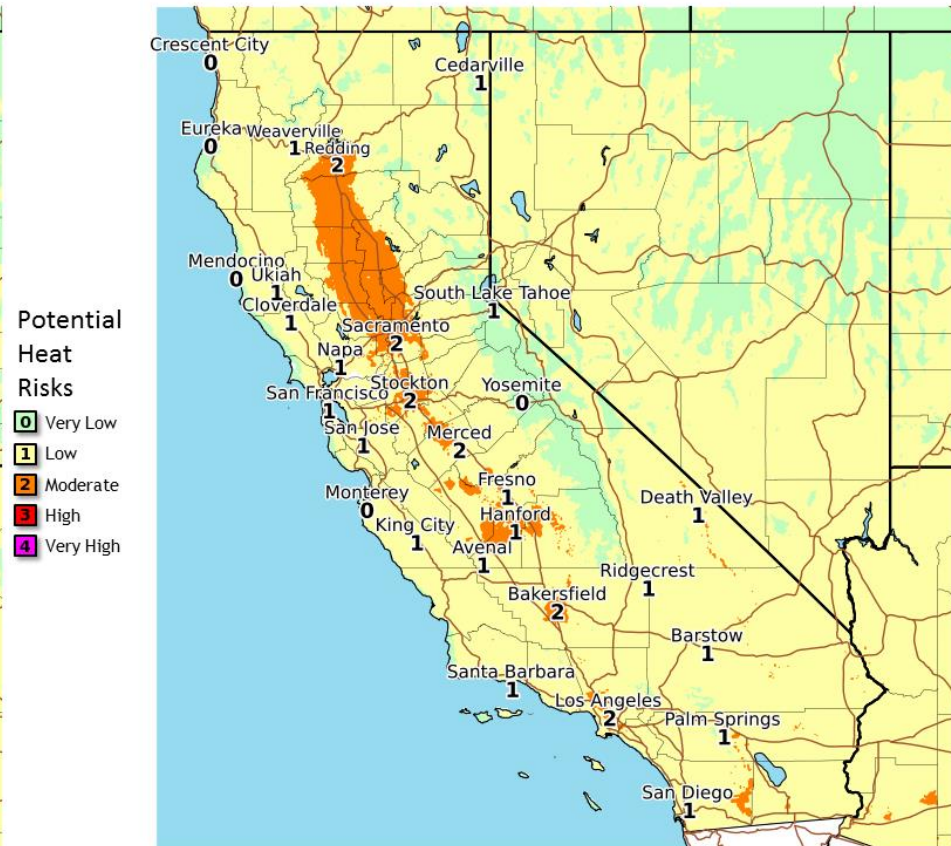 Potential
Heat
Risks
0 Very Low
1 Low
2 Moderate
3 High
4 Very High
Crescent City
0
Cedarville
1
Eureka
0
Weaverville
1
Redding
2
Mendocino
0
Ukiah
1
Cloverdale
1
South Lake Tahoe
1
Sacramento
2
Napa
1
San Francisco
1
Stockton
2
Yosemite
0
San Jose
1
Merced
2
Monterey
0
Fresno
1
Death Valley
1
King City
1
Hanford
1
Avenal
1
Ridgecrest
1
Bakersfield
2
Barstow
1
Santa Barbara
1
Los Angeles
2
Palm Springs
1
San Diego
1